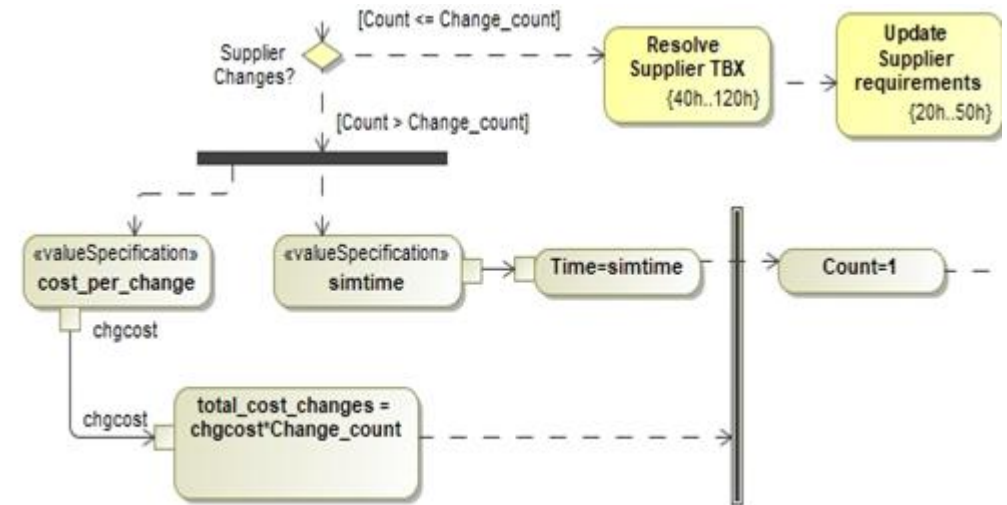 [Count <= Change_count]
Supplier
Changes?
Resolve
Supplier TBX
{40h..120h}
Update
Supplier
requirements
{20h..50h}
[Count > Change_count]
«valueSpecification»
cost_per_change
«valueSpecification»
simtime
Time=simtime
Count=1
chgcost
chgcost
total_cost_changes =
chgcost*Change_count